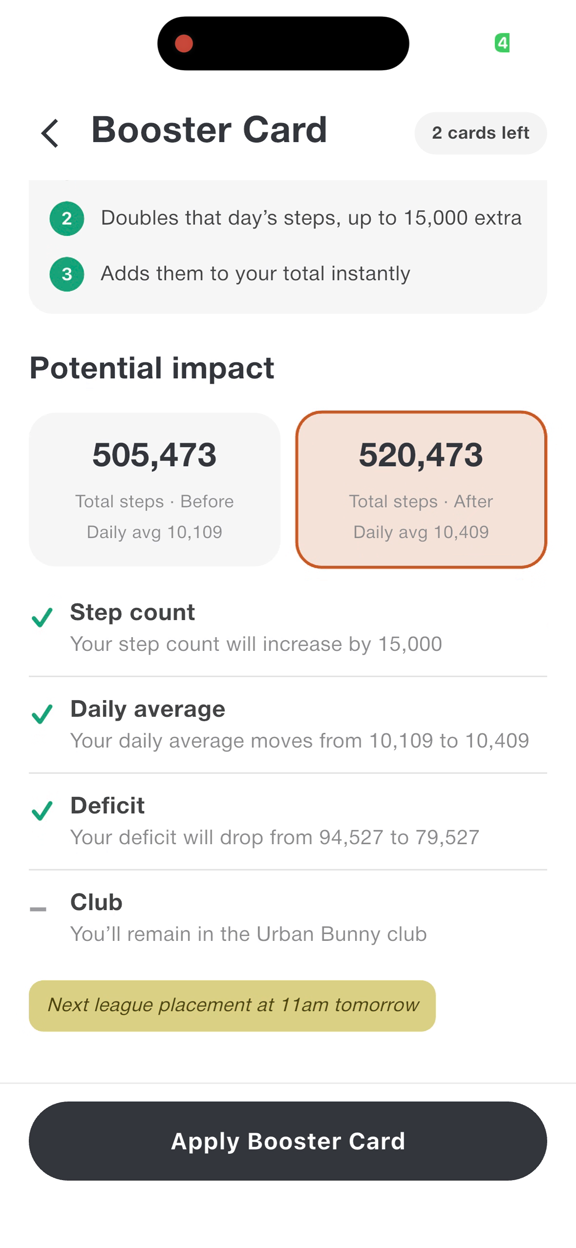 4
Booster Card
2 cards left
2 Doubles that day's steps, up to 15,000 extra
3 Adds them to your total instantly
Potential impact
505,473
Total steps · Before
Daily avg 10,109
520,473
Total steps · After
Daily avg 10,409
Step count
Your step count will increase by 15,000
Daily average
Your daily average moves from 10,109 to 10,409
Deficit
Your deficit will drop from 94,527 to 79,527
Club
You'll remain in the Urban Bunny club
Next league placement at 11am tomorrow
Apply Booster Card